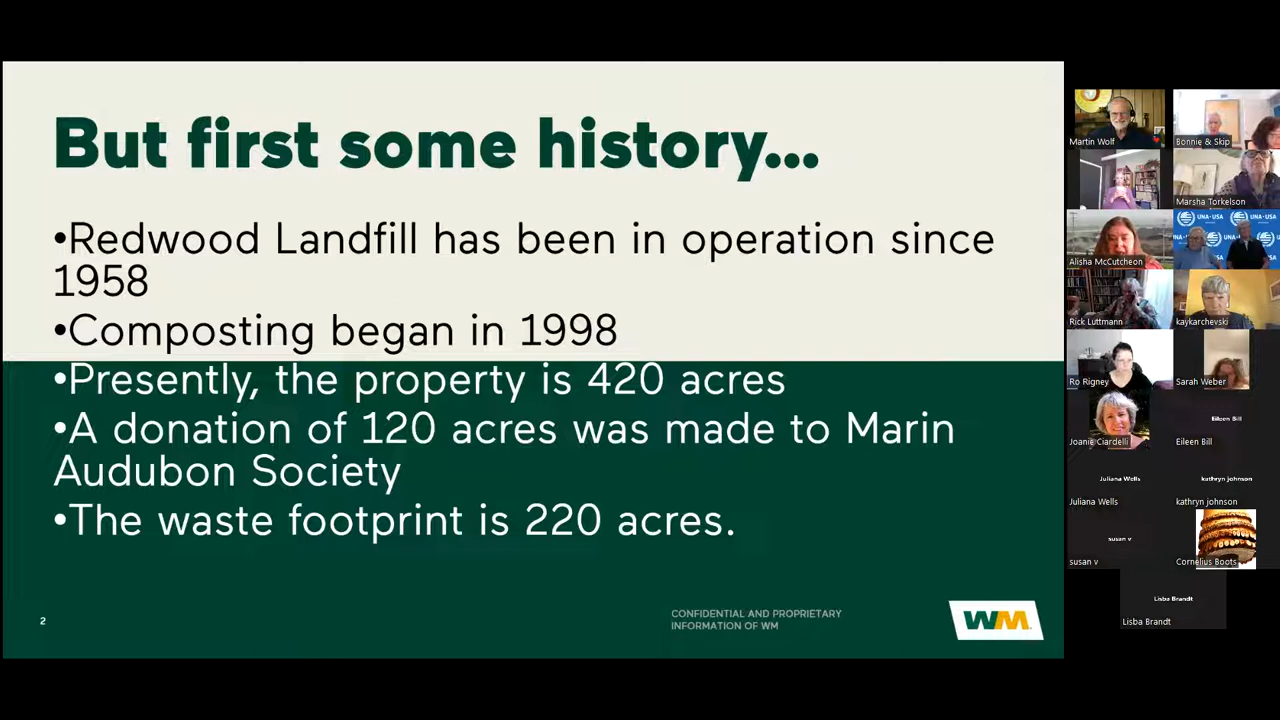 But first some history...
•Redwood Landfill has been in operation since
1958
•Composting began in 1998
•Presently, the property is 420 acres
•A donation of 120 acres was made to Marin
Audubon Society
•The waste footprint is 220 acres.
2
CONFIDENTIAL AND PROPRIETARY
INFORMATION OF WM
WM
Martin Wolf
Bonnie & Skip
Marsha Torkelson
Alisha McCutcheon
UNA-USA
UNA-USA
Rick Luttmann
kaykarchevski
Ro Rigney
Sarah Weber
Joanie Ciardelli
Eileen Bill
Eileen Bill
Juliana Wells
kathryn johnson
Juliana Wells
kathryn johnson
susan v
susan v
Cornelius Boots
Lisba Brandt
Lisba Brandt